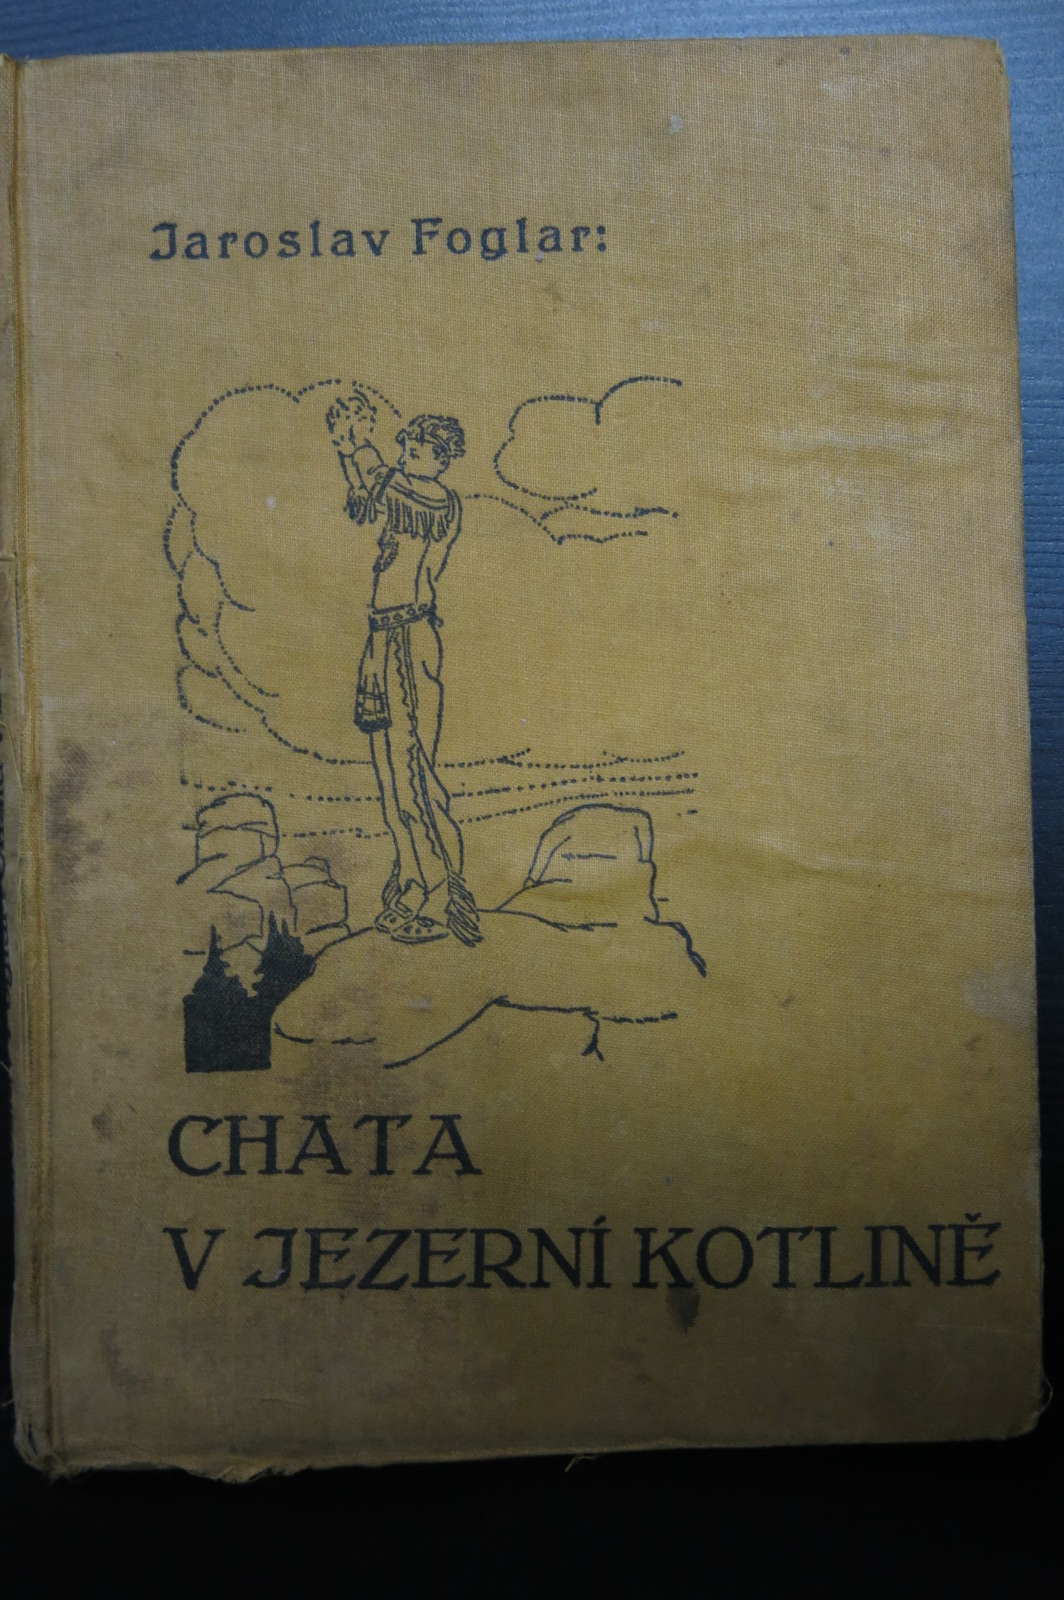 Jaroslav Foglar:
CHATA
V JEZERNÍ KOTLINĚ